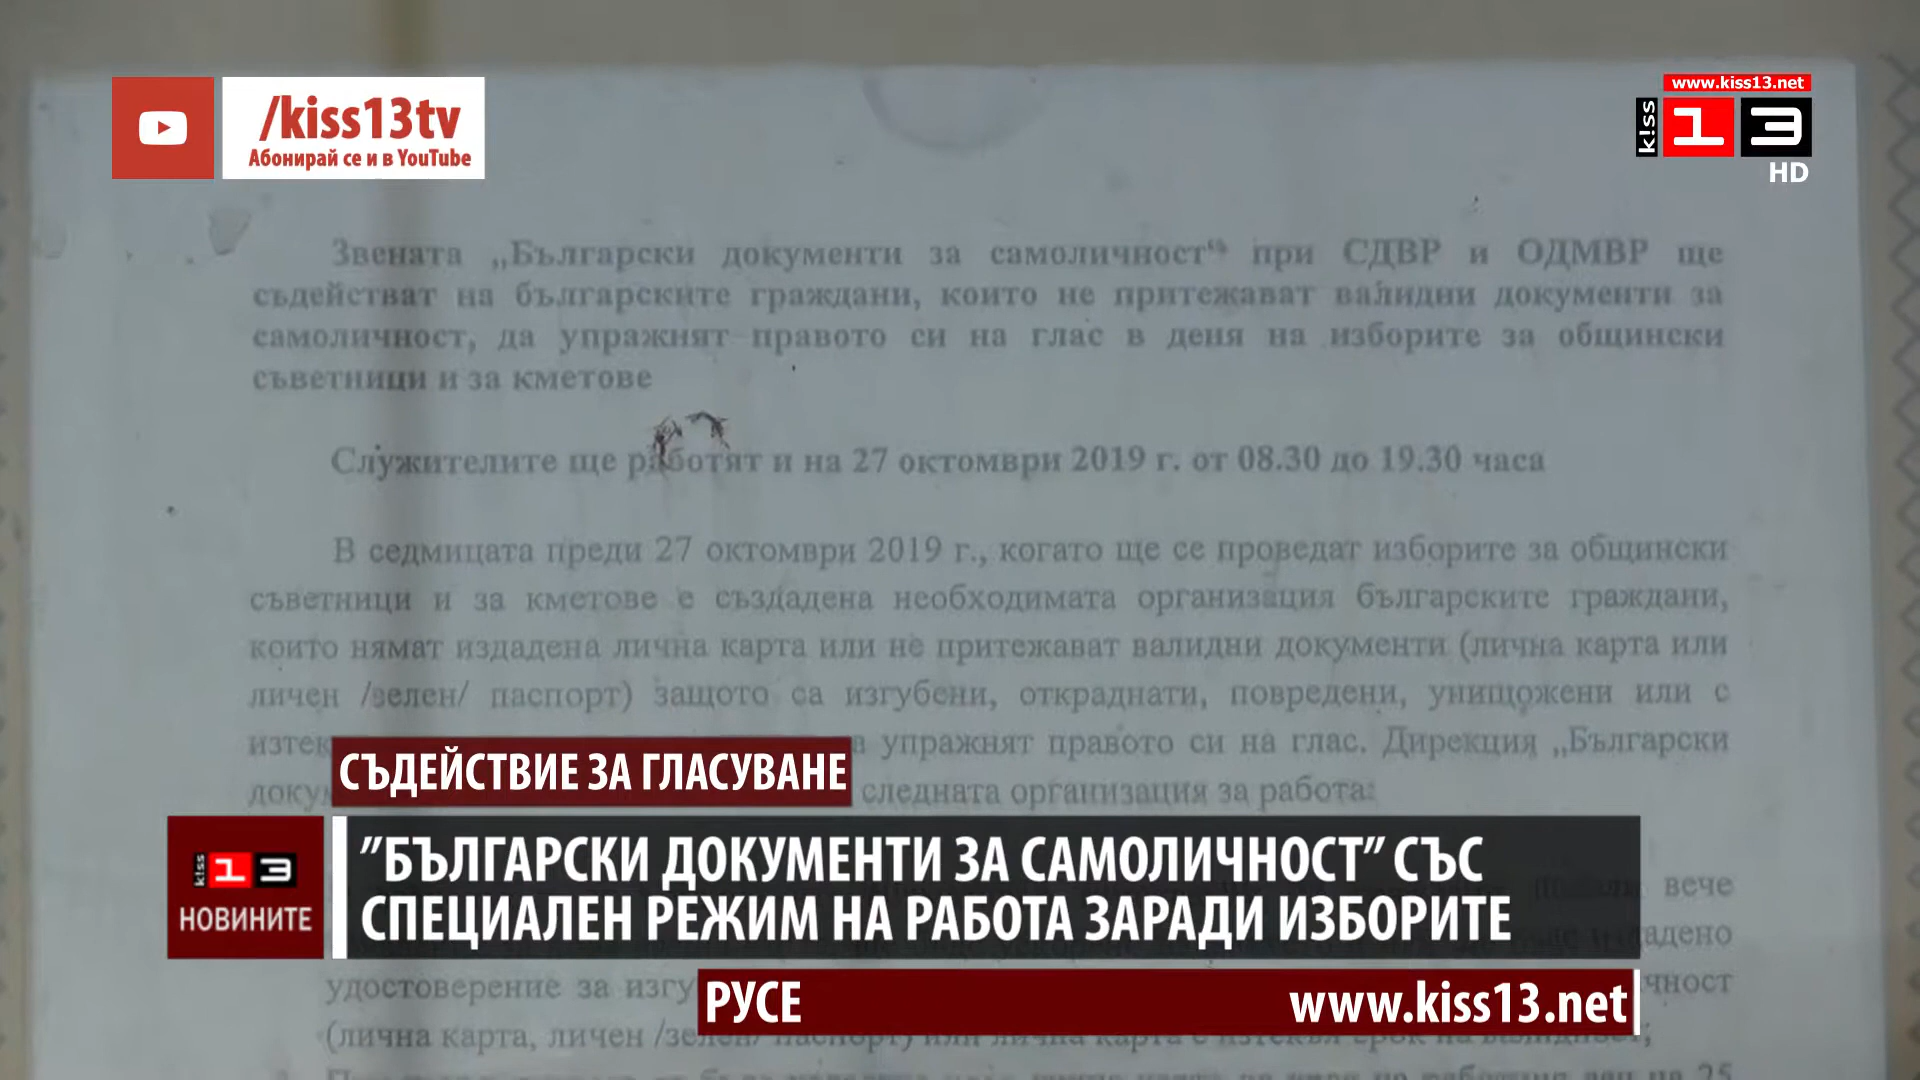 /kiss13tv
Абонирай се и в YouTube
www.kiss13.net
kiss 13
HD
Звената „Български документи за самоличност“ при СДВР и ОДМВР ще
съдействат на българските граждани, които не притежават валидни документи за
самоличност, да упражнят правото си на глас в деня на изборите за общински
съветници и за кметове
Служителите ще работят и на 27 октомври 2019 г. от 08.30 до 19.30 часа
В седмицата преди 27 октомври 2019 г., когато ще се проведат изборите за общински
съветници и за кметове е създадена необходимата организация българските граждани,
които нямат издадена лична карта или не притежават валидни документи (лична карта или
личен /зелен/ паспорт) защото са изгубени, откраднати, повредени, унищожени или с
упражнят правото си на глас. Дирекция „Български
следната организация за работа:
СЪДЕЙСТВИЕ ЗА ГЛАСУВАНЕ
"БЪЛГАРСКИ ДОКУМЕНТИ ЗА САМОЛИЧНОСТ" СЪС
СПЕЦИАЛЕН РЕЖИМ НА РАБОТА ЗАРАДИ ИЗБОРИТЕ
kiss 13
НОВИНИТЕ
вече
удостоверение за
РУСЕ
www.kiss13.net
(лична карта, личен